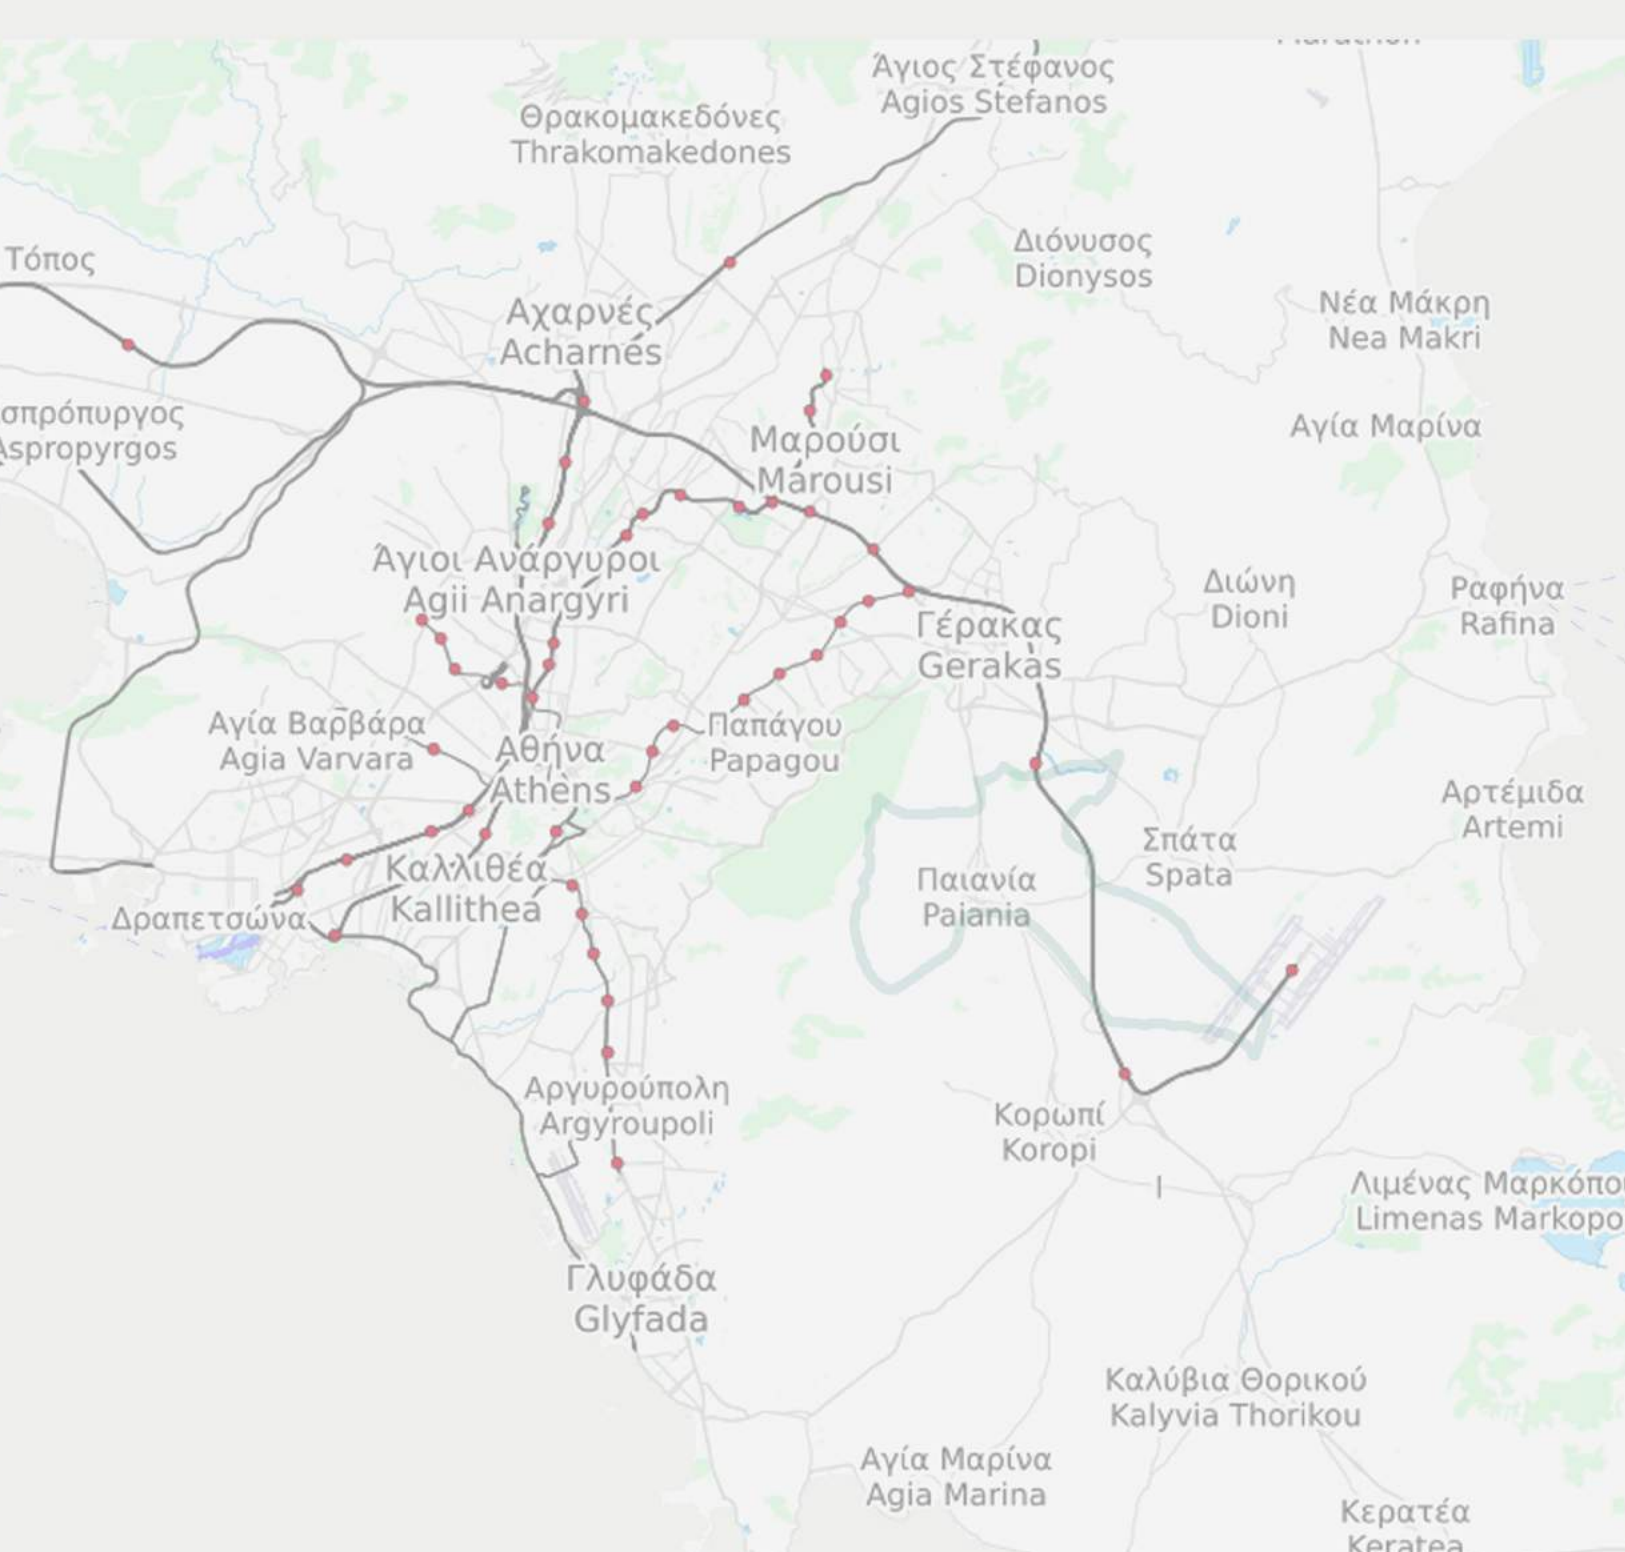 Άγιος Στέφανος
Agios Stefanos
Θρακομακεδόνες
Thrakomakedones
Διόνυσος
Dionysos
Τόπος
Νέα Μάκρη
Nea Makri
Αχαρνές
Acharnes
σπρόπυργος
Aspropyrgos
Μαρούσι
Marousi
Αγία Μαρίνα
Άγιοι Ανάργυροι
Agii Anargyri
Διώνη
Dioni
Ραφήνα
Rafina
Γέρακας
Gerakas
Αγία Βαρβάρα
Agia Varvara
Παπάγου
Papagou
Αθήνα
Athens
Αρτέμιδα
Artemi
Σπάτα
Spata
Καλλιθέα
Kallithea
Παιανία
Paiania
Δραπετσώνα
Αργυρούπολη
Argyroupoli
Κορωπί
Koropi
Λιμένας Μαρκόπο
Limenas Markopo
Γλυφάδα
Glyfada
Καλύβια Θορικού
Kalyvia Thorikou
Αγία Μαρίνα
Agia Marina
Κερατέα
Keratea